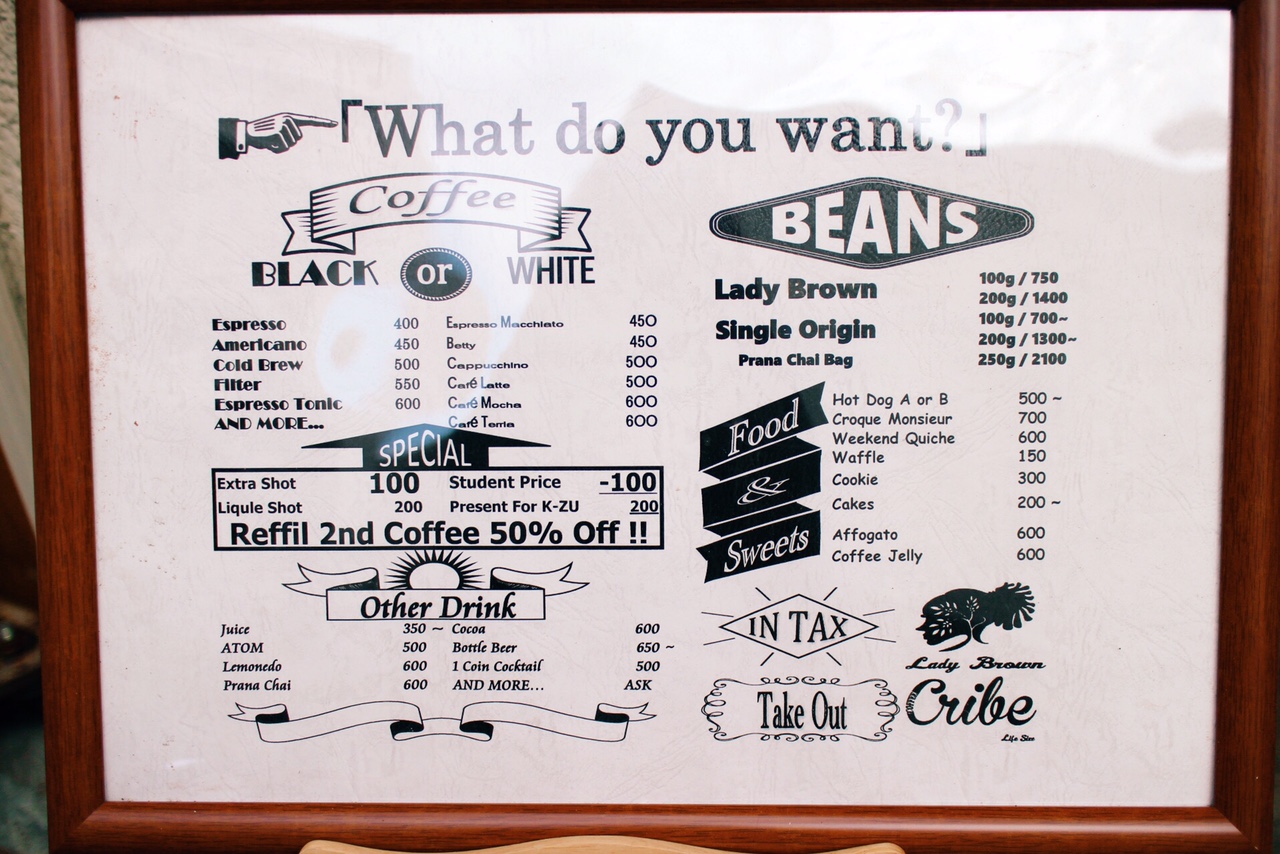 「What do you want?」
Coffee
BLACK or WHITE
Espresso 400
Americano 450
Cold Brew 500
Filter 550
Espresso Tonic 600
AND MORE...
Espresso Macchiato 450
Betty 450
Cappucchino 500
Café Latte 500
Café Mocha 600
Café Terria 600
SPECIAL
Extra Shot 100 Student Price -100
Liqule Shot 200 Present For K-ZU 200
Reffil 2nd Coffee 50% Off !!
Other Drink
Juice 350 ~ Cocoa 600
ATOM 500 Bottle Beer 650 ~
Lemonedo 600 1 Coin Cocktail 500
Prana Chai 600 AND MORE... ASK
BEANS
Lady Brown 100g / 750
200g / 1400
Single Origin 100g / 700~
200g / 1300~
Prana Chai Bag 250g / 2100
Food & Sweets
Hot Dog A or B 500 ~
Croque Monsieur 700
Weekend Quiche 600
Waffle 150
Cookie 300
Cakes 200 ~
Affogato 600
Coffee Jelly 600
IN TAX
Take Out
Lady Brown
Cribe
Life Size